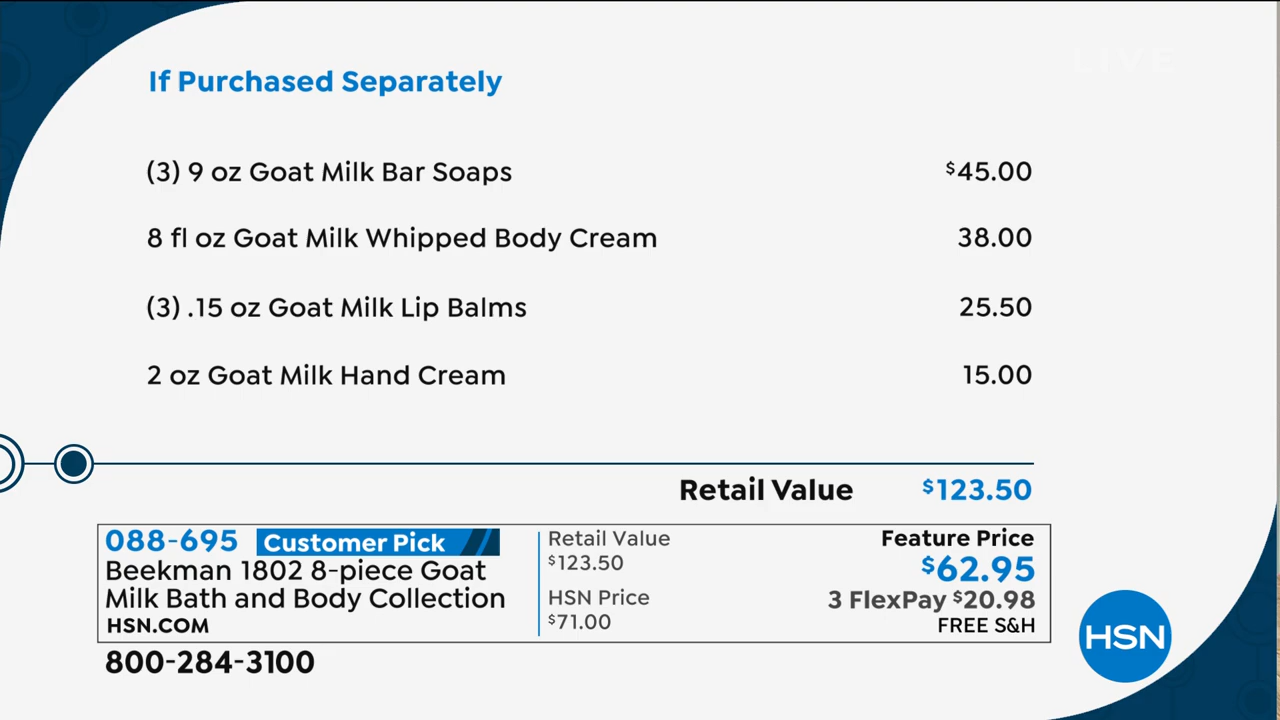 LIVE
If Purchased Separately
(3) 9 oz Goat Milk Bar Soaps $45.00
8 fl oz Goat Milk Whipped Body Cream 38.00
(3) .15 oz Goat Milk Lip Balms 25.50
2 oz Goat Milk Hand Cream 15.00
Retail Value $123.50
088-695 Customer Pick
Beekman 1802 8-piece Goat
Milk Bath and Body Collection
HSN.COM
Retail Value
$123.50
HSN Price
$71.00
Feature Price
$62.95
3 FlexPay $20.98
FREE S&H
HSN
800-284-3100